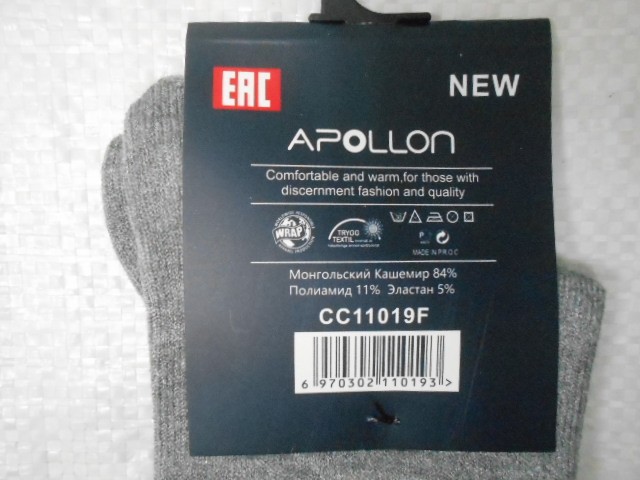 EAC
NEW
APOLLON
Comfortable and warm,for those with
discernment fashion and quality
WRAP
TRYGG
TEXTIL
MADE IN P.R.O.C
Монгольский Кашемир 84%
Полиамид 11% Эластан 5%
CC11019F
6 970302 110193 >